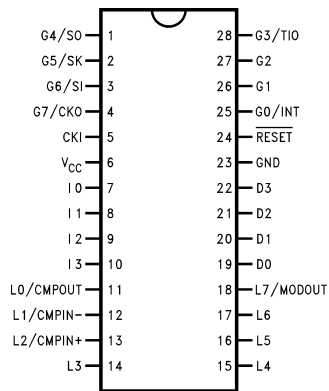 G4/SO 1 28 G3/TIO
G5/SK 2 27 G2
G6/SI 3 26 G1
G7/CKO 4 25 G0/INT
CKI 5 24 RESET
VCC 6 23 GND
I0 7 22 D3
I1 8 21 D2
I2 9 20 D1
I3 10 19 D0
L0/CMPOUT 11 18 L7/MODOUT
L1/CMPIN- 12 17 L6
L2/CMPIN+ 13 16 L5
L3 14 15 L4